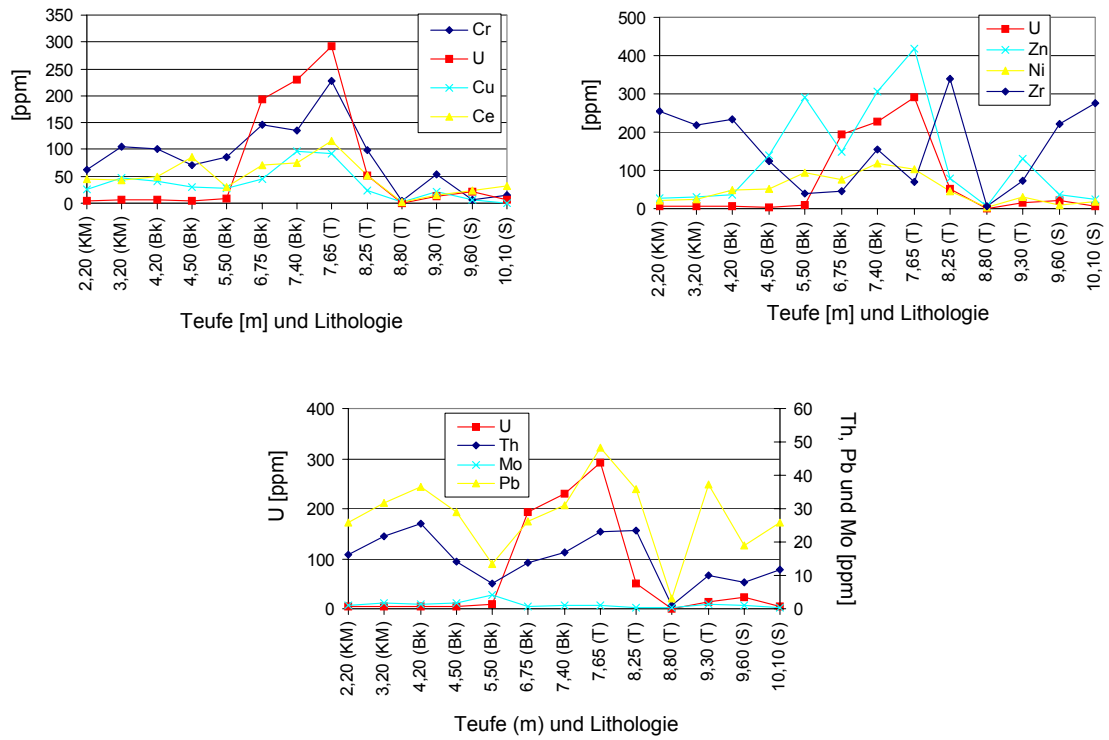 350
300
250
200
150
100
50
0
[ppm]
Cr
U
Cu
Ce
2,20 (KM)
3,20 (KM)
4,20 (Bk)
4,50 (Bk)
5,50 (Bk)
6,75 (Bk)
7,40 (Bk)
7,65 (T)
8,25 (T)
8,80 (T)
9,30 (T)
9,60 (S)
10,10 (S)
Teufe [m] und Lithologie
500
400
300
200
100
0
[ppm]
U
Zn
Ni
Zr
2,20 (KM)
3,20 (KM)
4,20 (Bk)
4,50 (Bk)
5,50 (Bk)
6,75 (Bk)
7,40 (Bk)
7,65 (T)
8,25 (T)
8,80 (T)
9,30 (T)
9,60 (S)
10,10 (S)
Teufe [m] und Lithologie
400
300
200
100
0
U [ppm]
U
Th
Mo
Pb
60
50
40
30
20
10
0
Th, Pb und Mo [ppm]
2,20 (KM)
3,20 (KM)
4,20 (Bk)
4,50 (Bk)
5,50 (Bk)
6,75 (Bk)
7,40 (Bk)
7,65 (T)
8,25 (T)
8,80 (T)
9,30 (T)
9,60 (S)
10,10 (S)
Teufe (m) und Lithologie